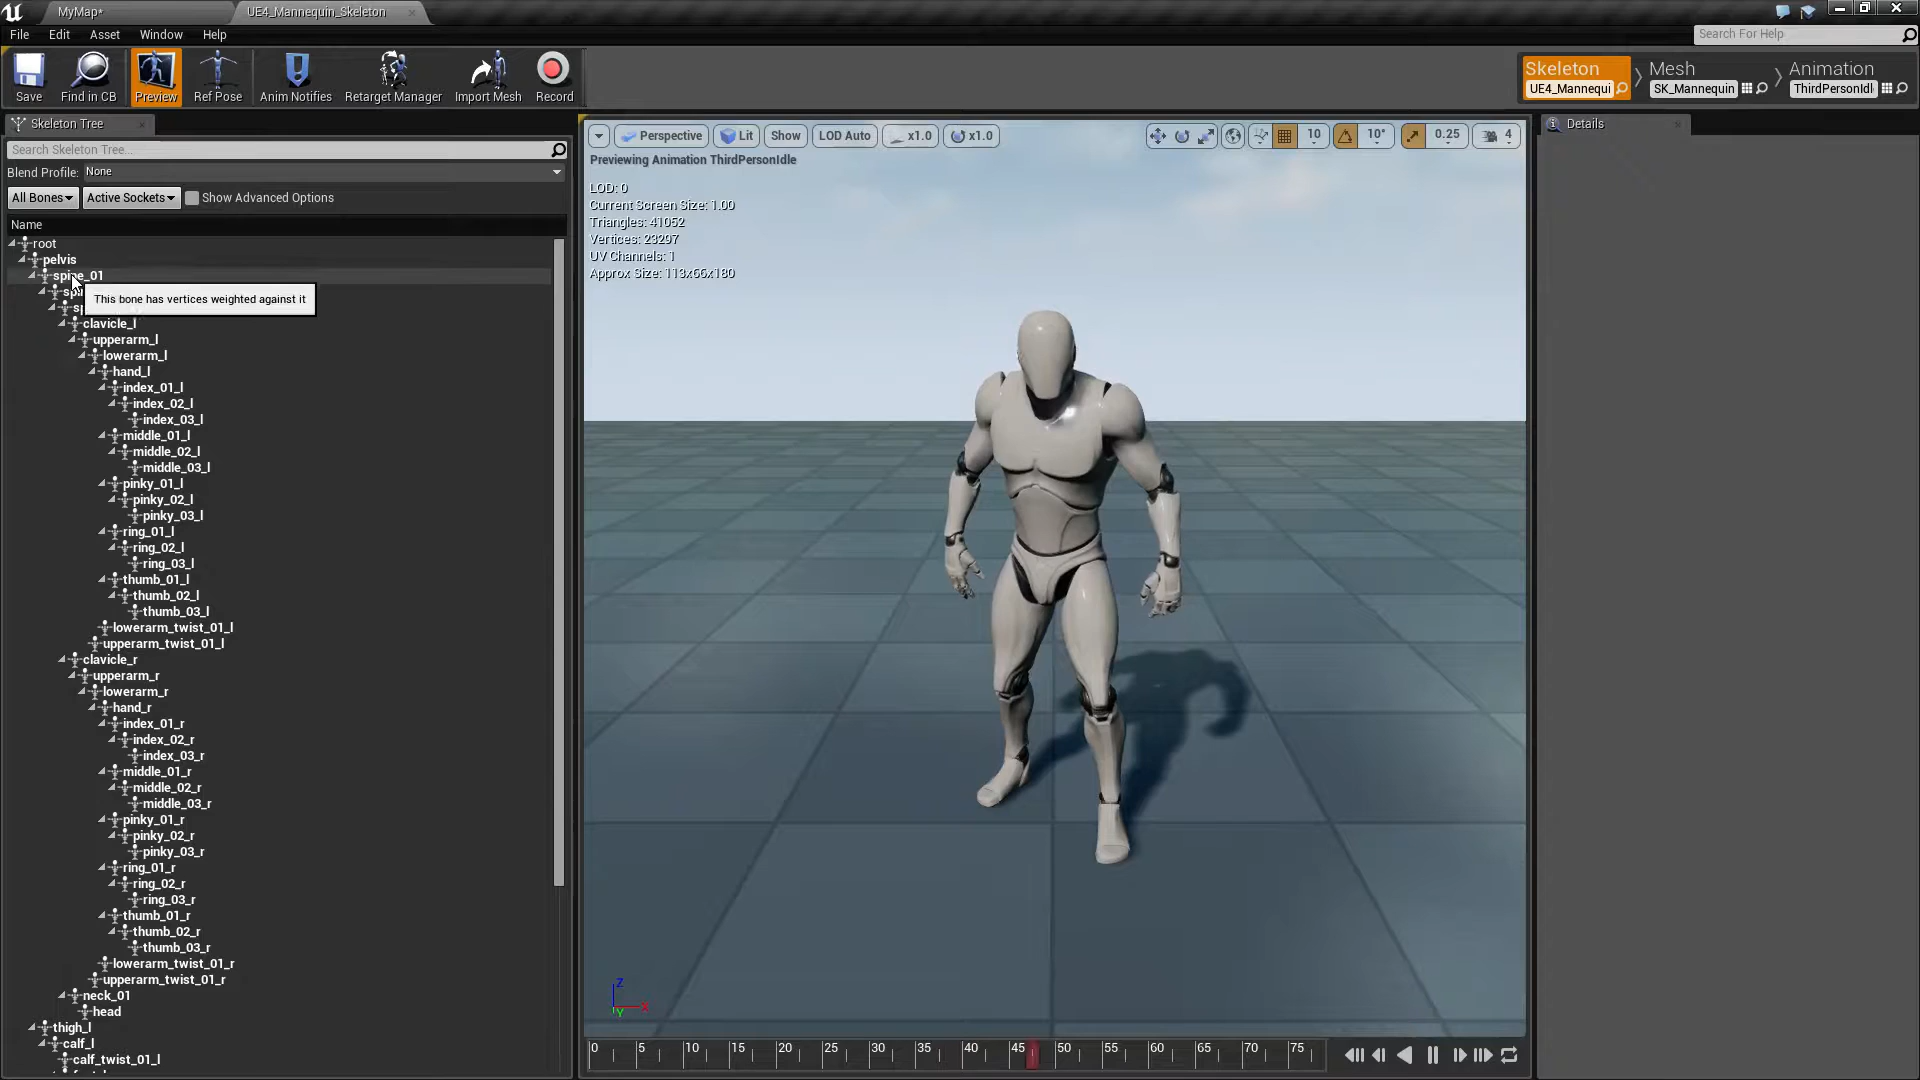 MyMap*
UE4_Mannequin_Skeleton
File Edit Asset Window Help
Search For Help
Save
Find in CB
Preview
Ref Pose
Anim Notifies
Retarget Manager
Import Mesh
Record
Skeleton
UE4_Mannequi
Mesh
SK_Mannequin
Animation
ThirdPersonIdl
Skeleton Tree
Search Skeleton Tree...
Blend Profile: None
All Bones Active Sockets Show Advanced Options
Name
root
pelvis
spine_01
This bone has vertices weighted against it
clavicle_l
upperarm_l
lowerarm_l
hand_l
index_01_l
index_02_l
index_03_l
middle_01_l
middle_02_l
middle_03_l
pinky_01_l
pinky_02_l
pinky_03_l
ring_01_l
ring_02_l
ring_03_l
thumb_01_l
thumb_02_l
thumb_03_l
lowerarm_twist_01_l
upperarm_twist_01_l
clavicle_r
upperarm_r
lowerarm_r
hand_r
index_01_r
index_02_r
index_03_r
middle_01_r
middle_02_r
middle_03_r
pinky_01_r
pinky_02_r
pinky_03_r
ring_01_r
ring_02_r
ring_03_r
thumb_01_r
thumb_02_r
thumb_03_r
lowerarm_twist_01_r
upperarm_twist_01_r
neck_01
head
thigh_l
calf_l
calf_twist_01_l
Perspective Lit Show LOD Auto x1.0 x1.0 10 10° 0.25 4
Previewing Animation ThirdPersonIdle
LOD: 0
Current Screen Size: 1.00
Triangles: 41052
Vertices: 23297
UV Channels: 1
Approx Size: 113x66x180
Z
X
Y
0 5 10 15 20 25 30 35 40 45 50 55 60 65 70 75
Details